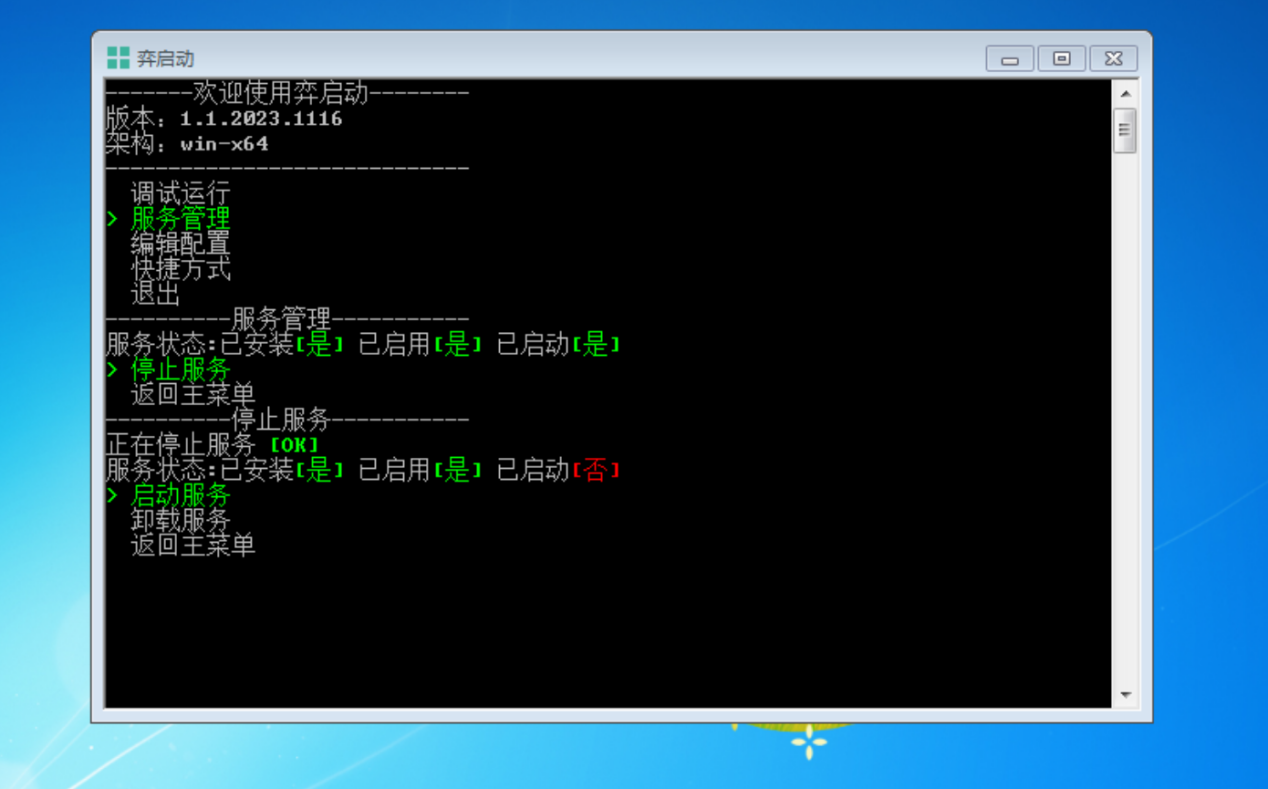 弈启动
-------欢迎使用弈启动--------
版本：1.1.2023.1116
架构：win-x64
-----------------------------
调试运行
> 服务管理
编辑配置
快捷方式
退出
----------服务管理-----------
服务状态:已安装[是] 已启用[是] 已启动[是]
> 停止服务
返回主菜单
----------停止服务-----------
正在停止服务 [OK]
服务状态:已安装[是] 已启用[是] 已启动[否]
> 启动服务
卸载服务
返回主菜单